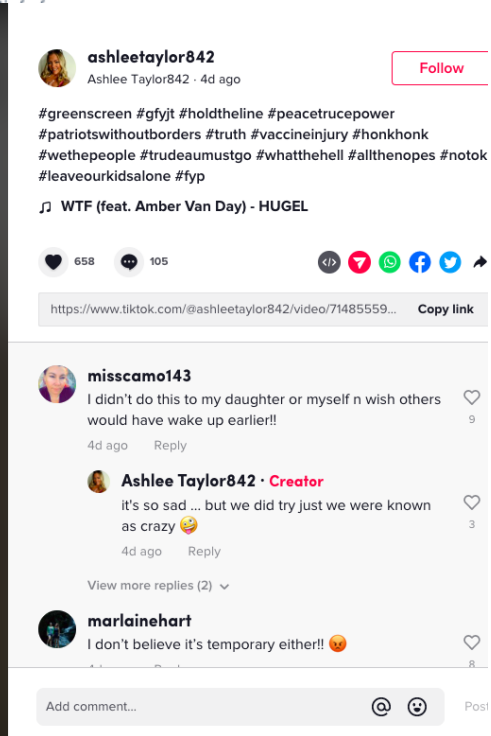 ashleetaylor842
Ashlee Taylor842 · 4d ago
Follow
#greenscreen #gfyjt #holdtheline #peacetrucepower
#patriotswithoutborders #truth #vaccineinjury #honkhonk
#wethepeople #trudeaumustgo #whatthehell #allthenopes #notok
#leaveourkidsalone #fyp
♫ WTF (feat. Amber Van Day) - HUGEL
658
105
https://www.tiktok.com/@ashleetaylor842/video/71485559...
Copy link
misscamo143
I didn't do this to my daughter or myself n wish others
would have wake up earlier!!
9
4d ago Reply
Ashlee Taylor842 · Creator
it's so sad ... but we did try just we were known
as crazy 🤪
3
4d ago Reply
View more replies (2)
marlainehart
I don't believe it's temporary either!! 😡
8
Add comment...
Post